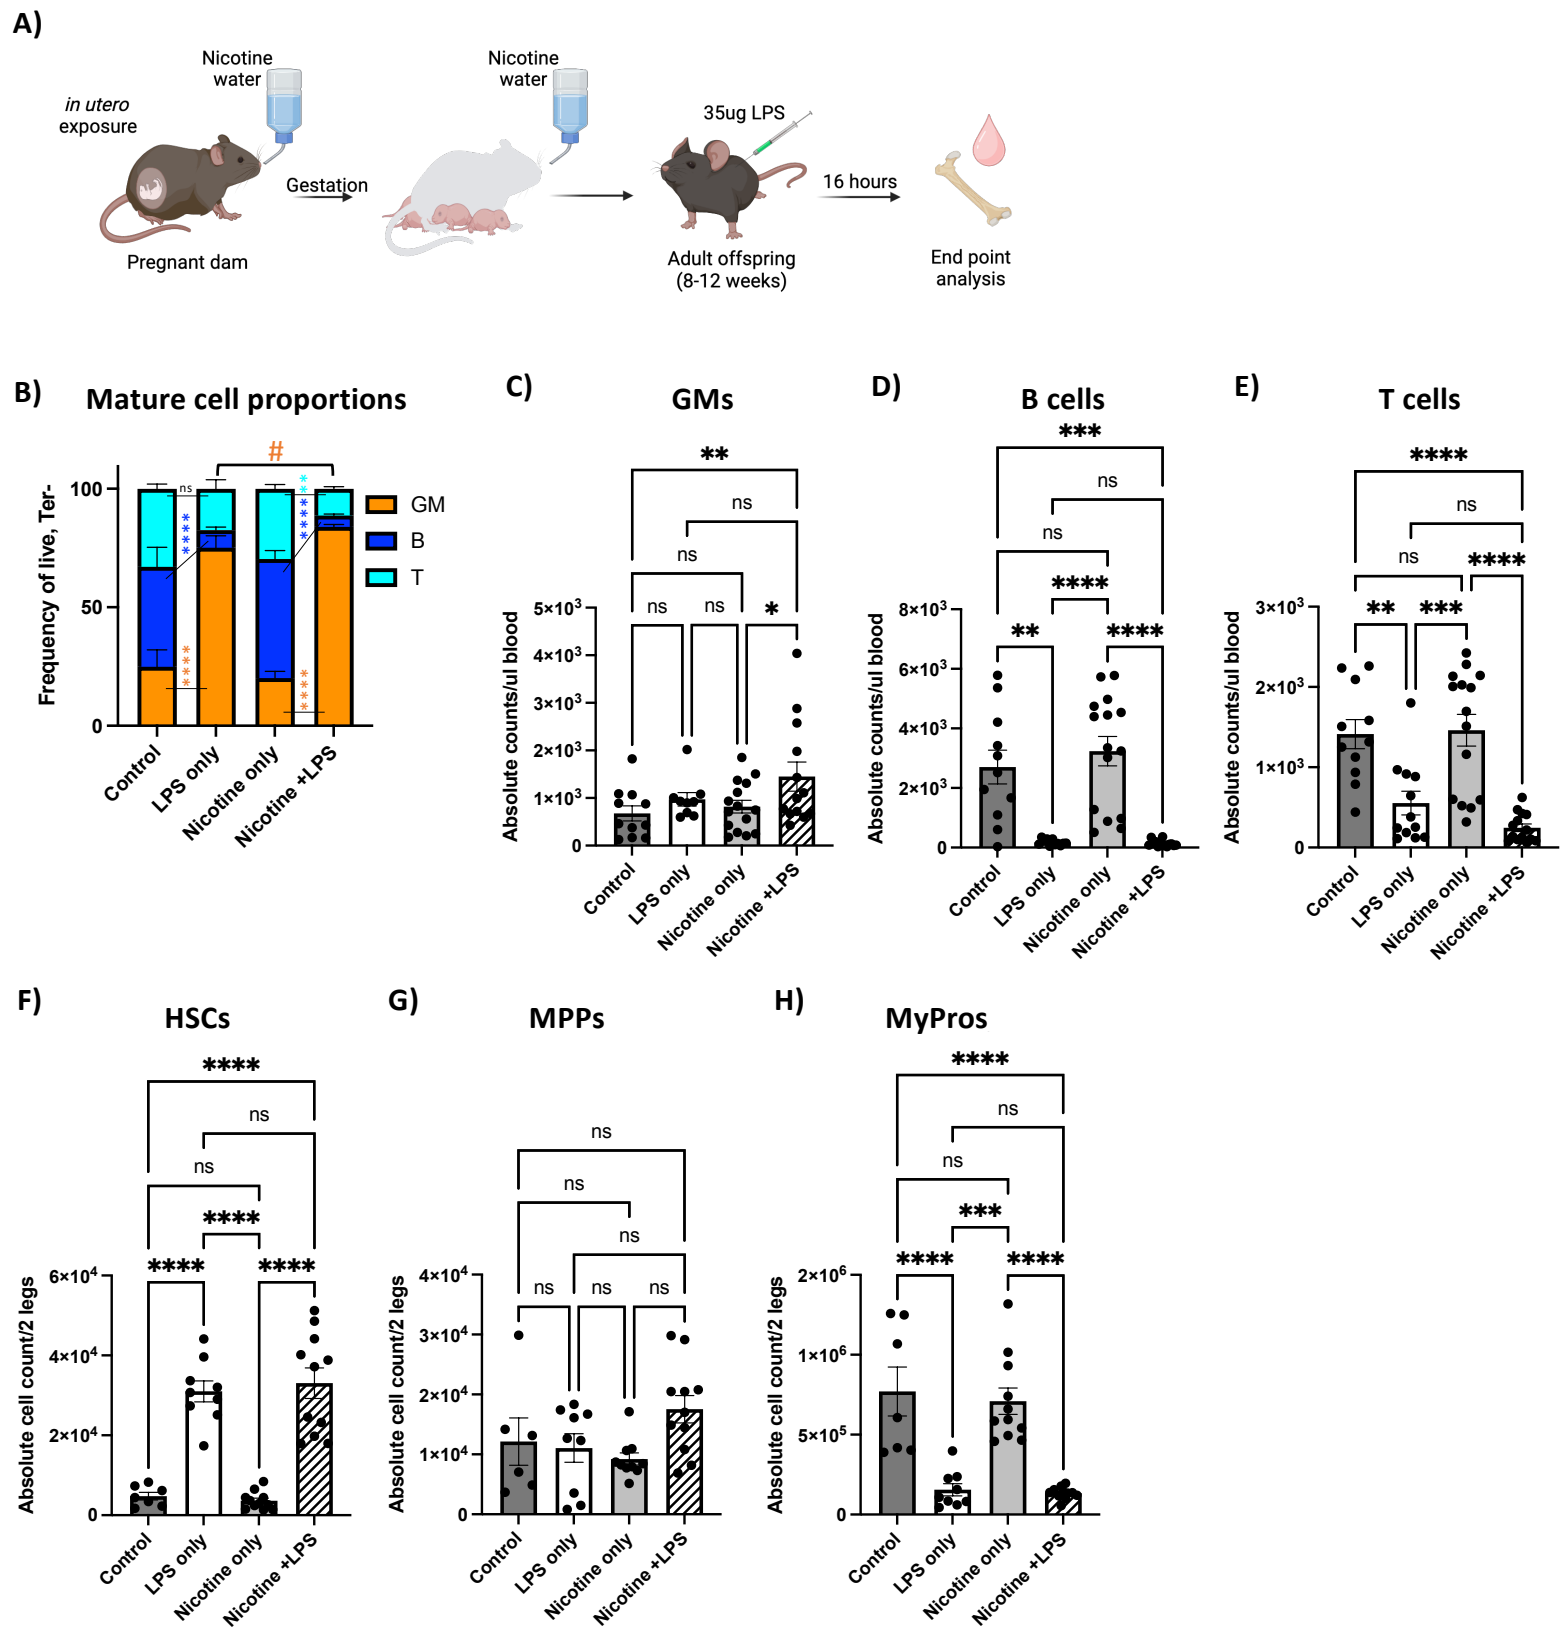 A)
Nicotine
water
Nicotine
water
in utero
exposure
35ug LPS
Gestation
16 hours
Pregnant dam
Adult offspring
(8-12 weeks)
End point
analysis
B)
Mature cell proportions
#
Frequency of live, Ter-
100
50
0
ns
****
****
**
****
****
GM
B
T
Control
LPS only
Nicotine only
Nicotine +LPS
C)
GMs
**
ns
ns
ns
ns
*
Absolute counts/ul blood
5×10³
4×10³
3×10³
2×10³
1×10³
0
Control
LPS only
Nicotine only
Nicotine +LPS
D)
B cells
***
ns
ns
****
**
****
Absolute counts/ul blood
8×10³
6×10³
4×10³
2×10³
0
Control
LPS only
Nicotine only
Nicotine +LPS
E)
T cells
****
ns
ns
****
**
***
Absolute counts/ul blood
3×10³
2×10³
1×10³
0
Control
LPS only
Nicotine only
Nicotine +LPS
F)
HSCs
****
ns
ns
****
****
****
Absolute cell count/2 legs
6×10⁴
4×10⁴
2×10⁴
0
Control
LPS only
Nicotine only
Nicotine +LPS
G)
MPPs
ns
ns
ns
ns
ns
ns
Absolute cell count/2 legs
4×10⁴
3×10⁴
2×10⁴
1×10⁴
0
Control
LPS only
Nicotine only
Nicotine +LPS
H)
MyPros
****
ns
ns
***
****
****
Absolute cell count/2 legs
2×10⁶
1×10⁶
5×10⁵
0
Control
LPS only
Nicotine only
Nicotine +LPS